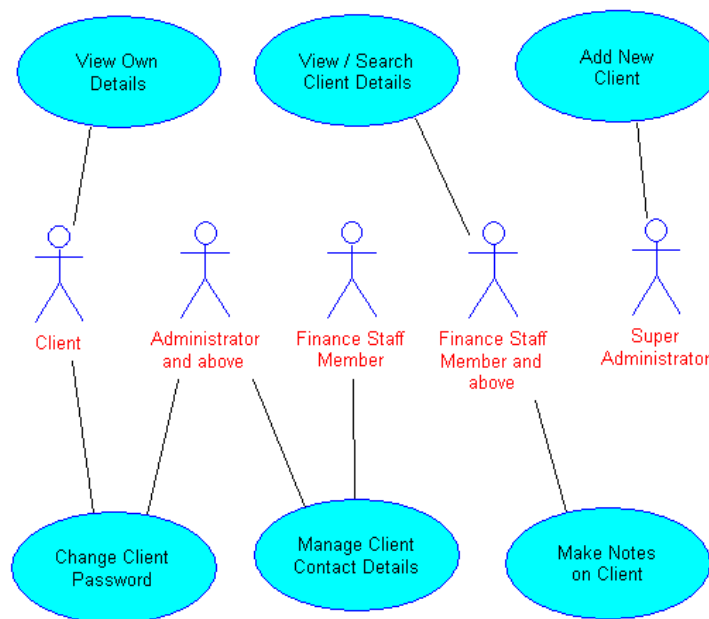 View Own
Details
View / Search
Client Details
Add New
Client
Client
Administrator
and above
Finance Staff
Member
Finance Staff
Member and
above
Super
Administrator
Change Client
Password
Manage Client
Contact Details
Make Notes
on Client